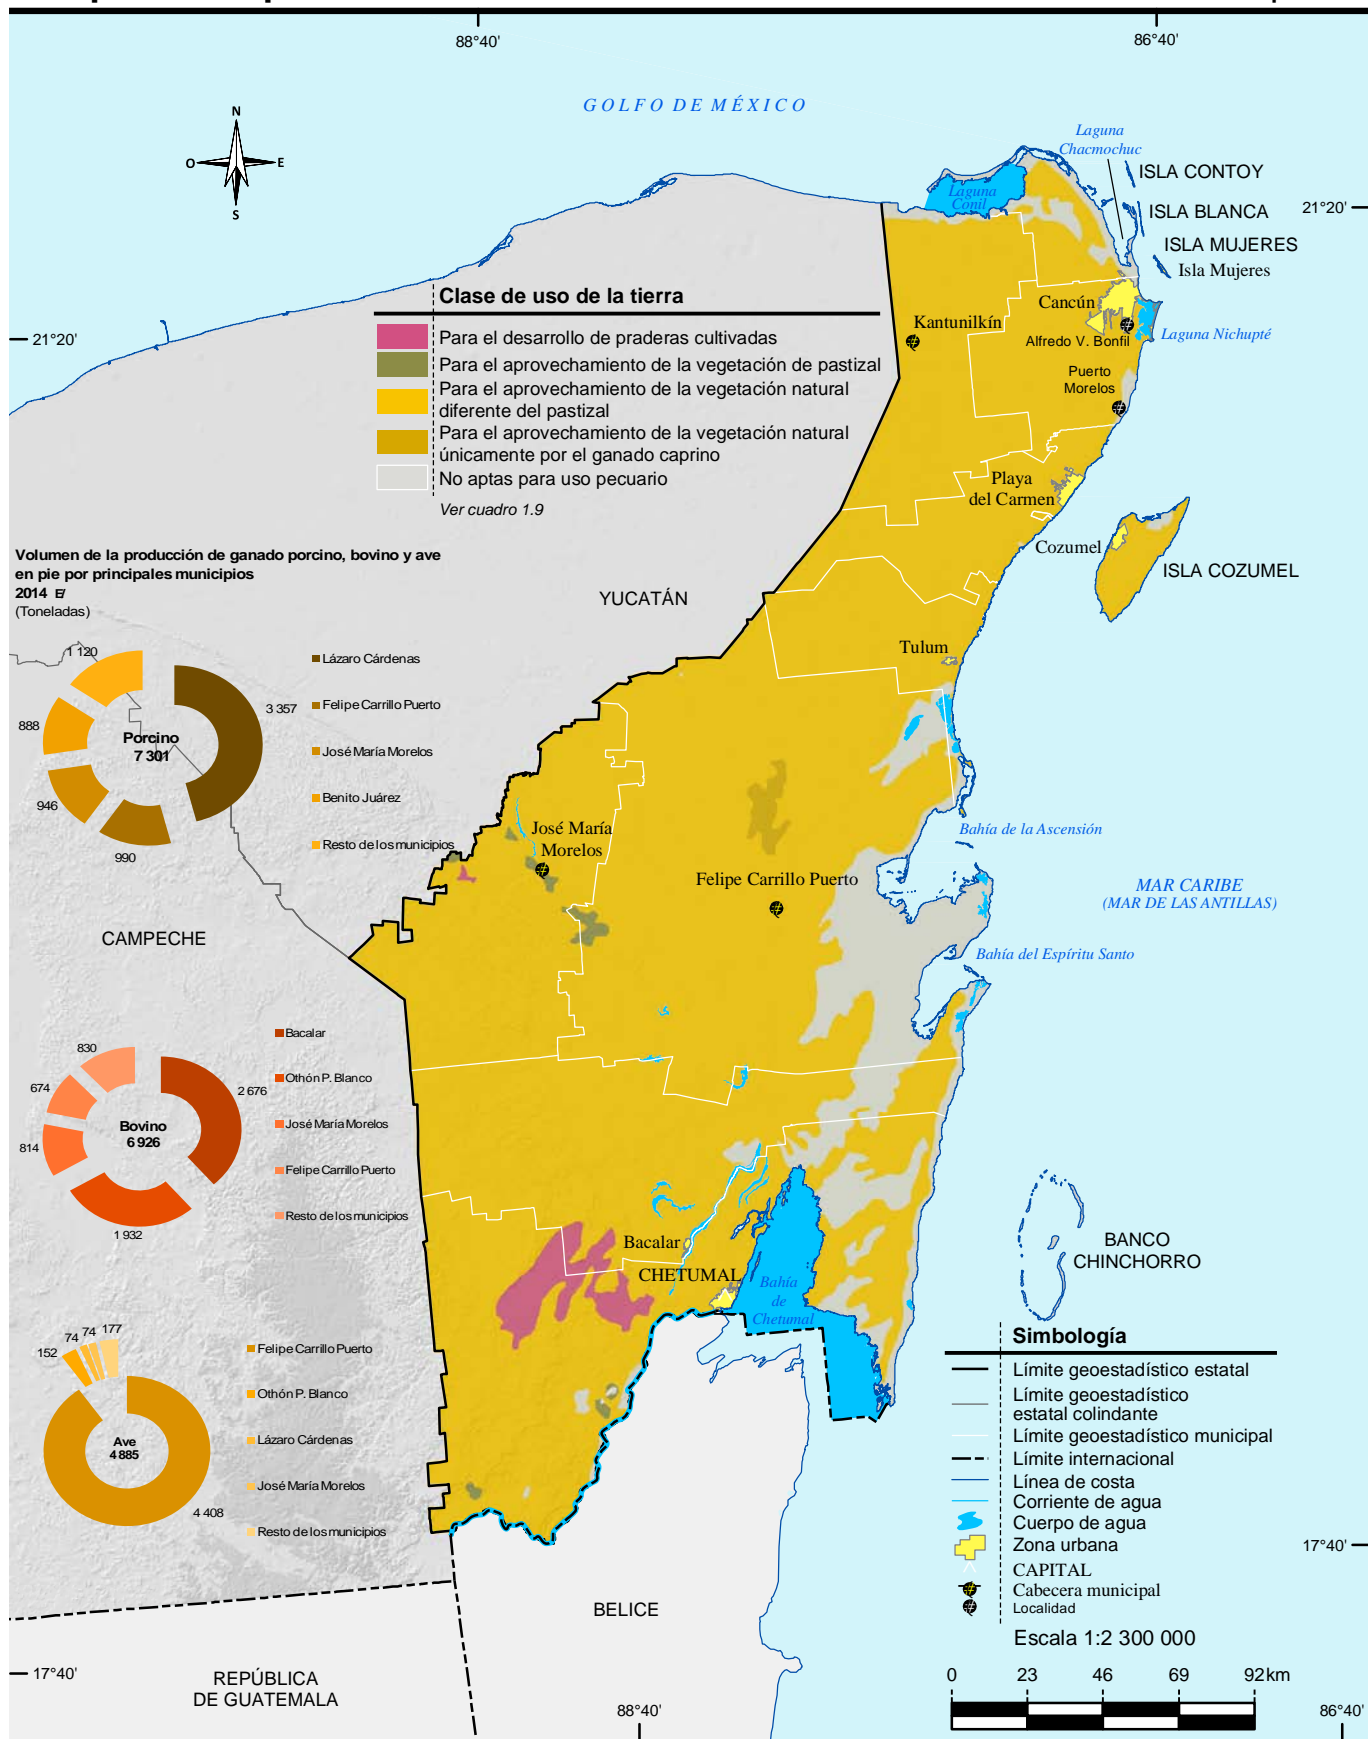 88°40'
86°40'
GOLFO DE MÉXICO
N
O
E
S
Laguna
Chacmochuc
ISLA CONTOY
Laguna
Conil
ISLA BLANCA
21°20'
ISLA MUJERES
Isla Mujeres
Clase de uso de la tierra
Para el desarrollo de praderas cultivadas
Para el aprovechamiento de la vegetación de pastizal
Para el aprovechamiento de la vegetación natural
diferente del pastizal
Para el aprovechamiento de la vegetación natural
únicamente por el ganado caprino
No aptas para uso pecuario
Ver cuadro 1.9
Cancún
Kantunilkín
Alfredo V. Bonfil
Laguna Nichupté
21°20'
Puerto
Morelos
Playa
del Carmen
Cozumel
ISLA COZUMEL
Volumen de la producción de ganado porcino, bovino y ave
en pie por principales municipios
2014 E/
(Toneladas)
YUCATÁN
Tulum
1 120
3 357
888
946
990
Porcino
7 301
Lázaro Cárdenas
Felipe Carrillo Puerto
José María Morelos
Benito Juárez
Resto de los municipios
José María
Morelos
Bahía de la Ascensión
Felipe Carrillo Puerto
MAR CARIBE
(MAR DE LAS ANTILLAS)
CAMPECHE
Bahía del Espíritu Santo
830
2 676
674
814
1 932
Bovino
6 926
Bacalar
Othón P. Blanco
José María Morelos
Felipe Carrillo Puerto
Resto de los municipios
Bacalar
CHETUMAL
Bahía
de
Chetumal
BANCO
CHINCHORRO
74
74
177
152
4 408
Ave
4 885
Felipe Carrillo Puerto
Othón P. Blanco
Lázaro Cárdenas
José María Morelos
Resto de los municipios
Simbología
Límite geoestadístico estatal
Límite geoestadístico
estatal colindante
Límite geoestadístico municipal
Límite internacional
Línea de costa
Corriente de agua
Cuerpo de agua
Zona urbana
CAPITAL
Cabecera municipal
Localidad
Escala 1:2 300 000
0 23 46 69 92 km
17°40'
BELICE
17°40'
REPÚBLICA
DE GUATEMALA
88°40'
86°40'